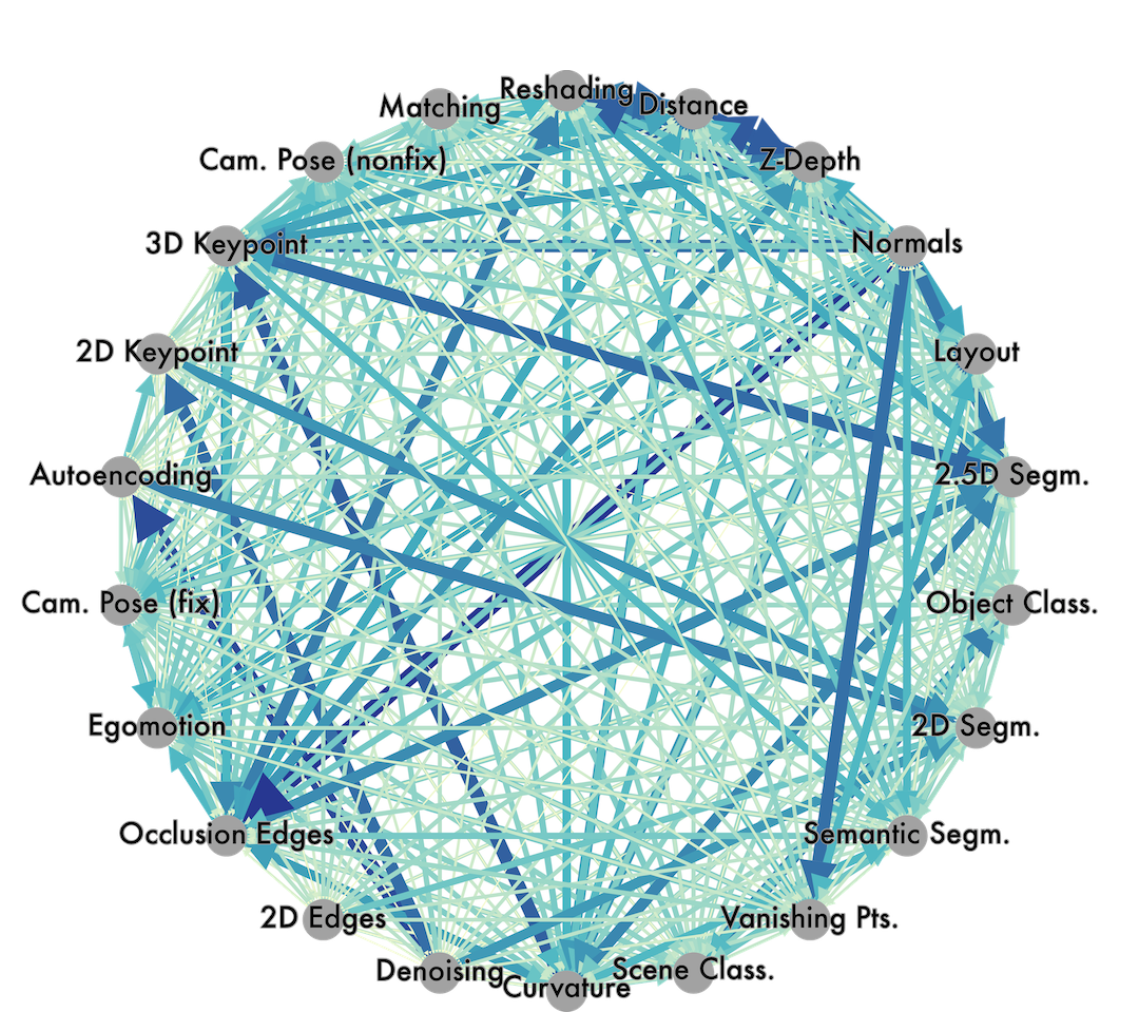 Reshading
Matching
Distance
Cam. Pose (nonfix)
Z-Depth
3D Keypoint
Normals
2D Keypoint
Layout
Autoencoding
2.5D Segm.
Cam. Pose (fix)
Object Class.
Egomotion
2D Segm.
Occlusion Edges
Semantic Segm.
2D Edges
Vanishing Pts.
Denoising
Scene Class.
Curvature